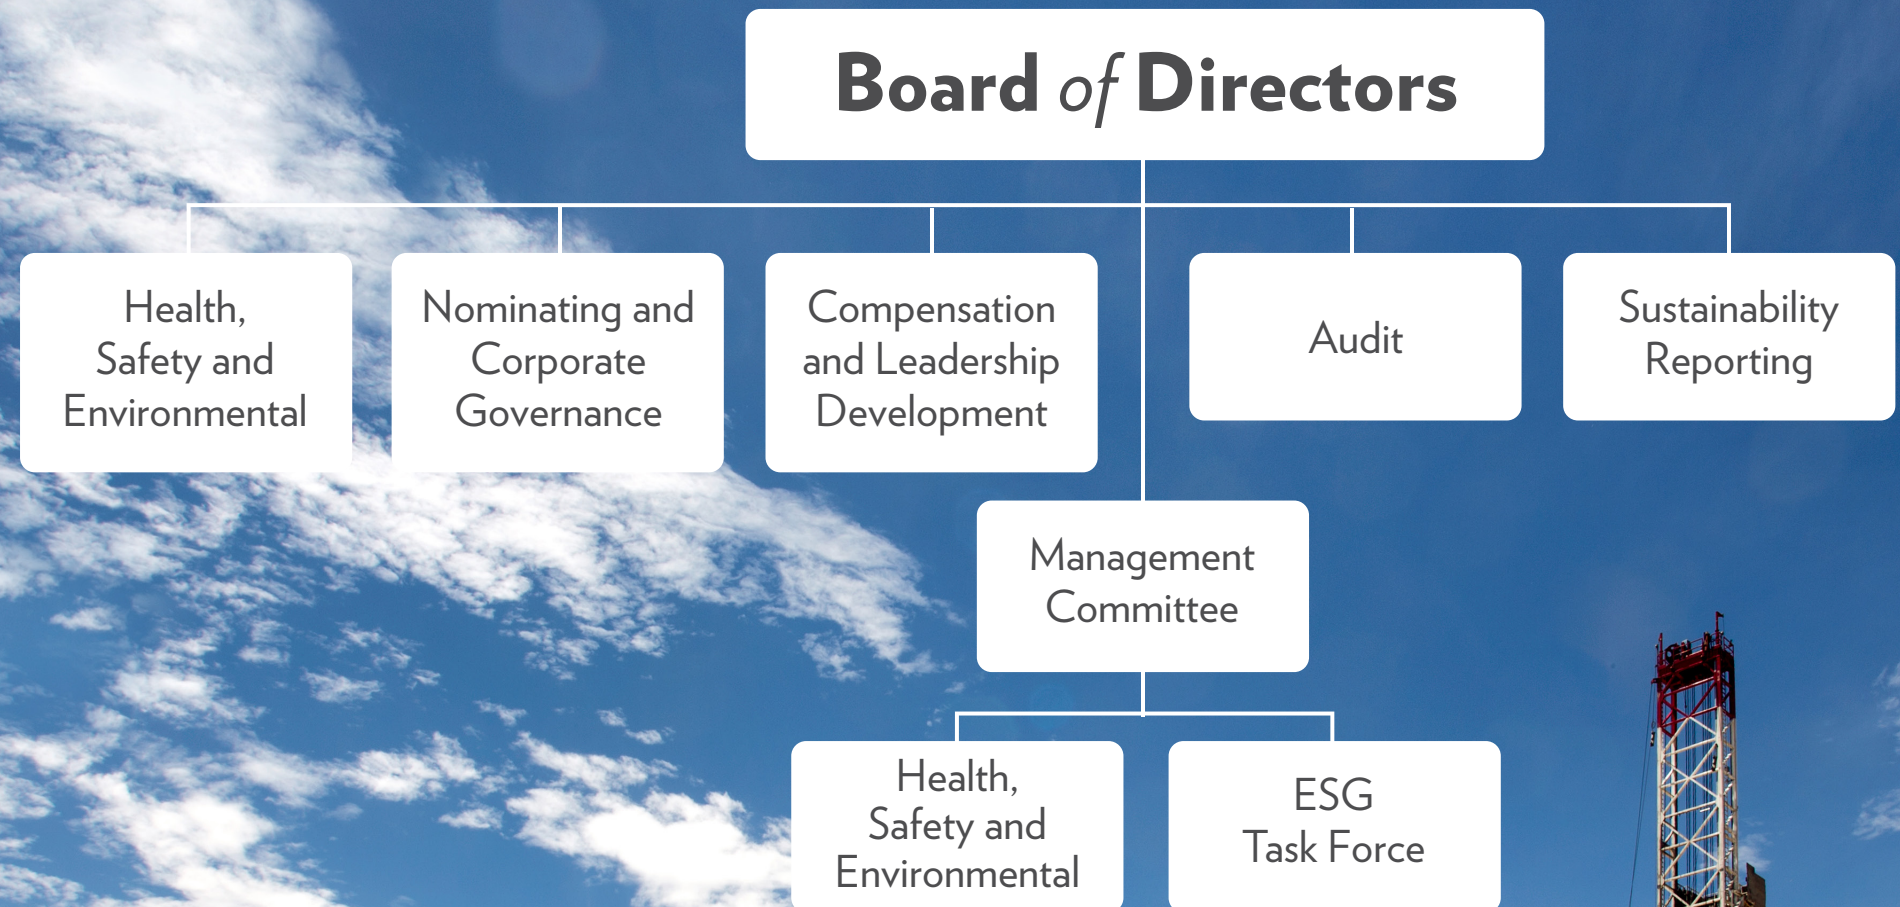 Board of Directors
Health,
Safety and
Environmental
Nominating and
Corporate
Governance
Compensation
and Leadership
Development
Audit
Sustainability
Reporting
Management
Committee
Health,
Safety and
Environmental
ESG
Task Force